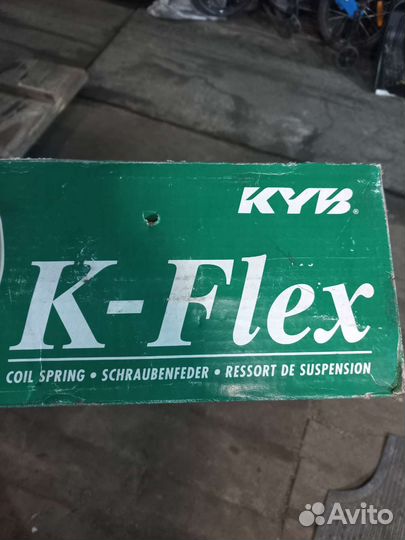 KYB®
K-Flex
COIL SPRING • SCHRAUBENFEDER • RESSORT DE SUSPENSION
Avito